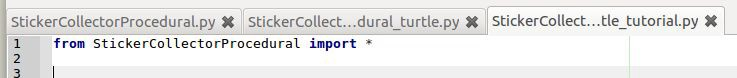 StickerCollectorProcedural.py StickerCollect...dural_turtle.py StickerCollect...tle_tutorial.py
1 from StickerCollectorProcedural import *
2
3